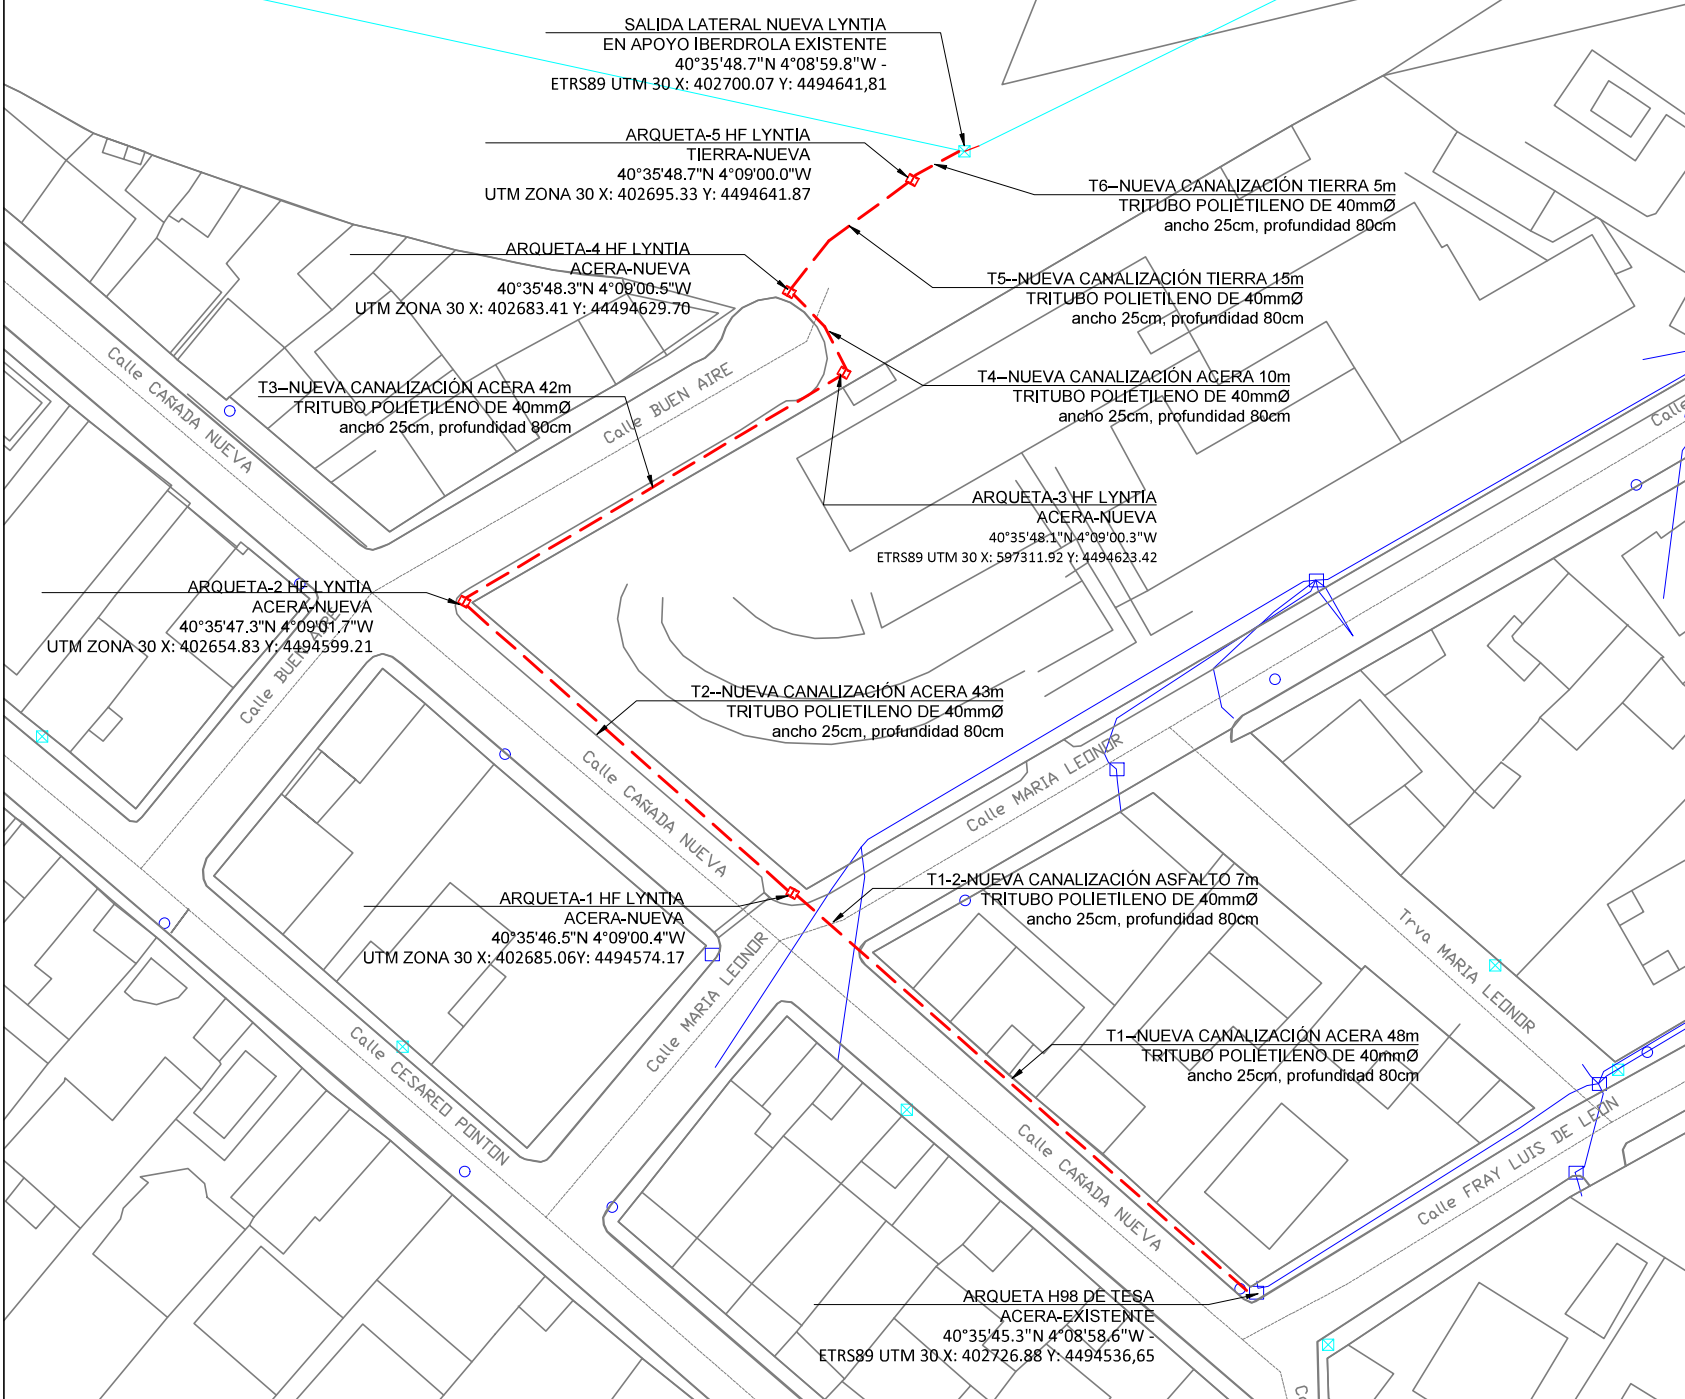 SALIDA LATERAL NUEVA LYNTIA
EN APOYO IBERDROLA EXISTENTE
40°35'48.7"N 4°08'59.8"W -
ETRS89 UTM 30 X: 402700.07 Y: 4494641,81
ARQUETA-5 HF LYNTIA
TIERRA-NUEVA
40°35'48.7"N 4°09'00.0"W
UTM ZONA 30 X: 402695.33 Y: 4494641.87
T6--NUEVA CANALIZACIÓN TIERRA 5m
TRITUBO POLIETILENO DE 40mmØ
ancho 25cm, profundidad 80cm
ARQUETA-4 HF LYNTIA
ACERA-NUEVA
40°35'48.3"N 4°09'00.5"W
UTM ZONA 30 X: 402683.41 Y: 44494629.70
T5--NUEVA CANALIZACIÓN TIERRA 15m
TRITUBO POLIETILENO DE 40mmØ
ancho 25cm, profundidad 80cm
Calle CAÑADA NUEVA
T3--NUEVA CANALIZACIÓN ACERA 42m
TRITUBO POLIETILENO DE 40mmØ
ancho 25cm, profundidad 80cm
Calle BUEN AIRE
T4--NUEVA CANALIZACIÓN ACERA 10m
TRITUBO POLIETILENO DE 40mmØ
ancho 25cm, profundidad 80cm
Calle
ARQUETA-3 HF LYNTIA
ACERA-NUEVA
40°35'48.1"N 4°09'00.3"W
ETRS89 UTM 30 X: 597311.92 Y: 4494623.42
ARQUETA-2 HF LYNTIA
ACERA-NUEVA
40°35'47.3"N 4°09'01.7"W
UTM ZONA 30 X: 402654.83 Y: 4494599.21
Calle BUEN AIRE
T2--NUEVA CANALIZACIÓN ACERA 43m
TRITUBO POLIETILENO DE 40mmØ
ancho 25cm, profundidad 80cm
Calle CAÑADA NUEVA
Calle MARIA LEONOR
T1-2-NUEVA CANALIZACIÓN ASFALTO 7m
TRITUBO POLIETILENO DE 40mmØ
ancho 25cm, profundidad 80cm
ARQUETA-1 HF LYNTIA
ACERA-NUEVA
40°35'46.5"N 4°09'00.4"W
UTM ZONA 30 X: 402685.06Y: 4494574.17
Trva MARIA LEONOR
Calle MARIA LEONOR
Calle CESAREO PONTON
T1--NUEVA CANALIZACIÓN ACERA 48m
TRITUBO POLIETILENO DE 40mmØ
ancho 25cm, profundidad 80cm
Calle CAÑADA NUEVA
Calle FRAY LUIS DE LEON
ARQUETA H98 DE TESA
ACERA-EXISTENTE
40°35'45.3"N 4°08'58.6"W -
ETRS89 UTM 30 X: 402726.88 Y: 4494536,65